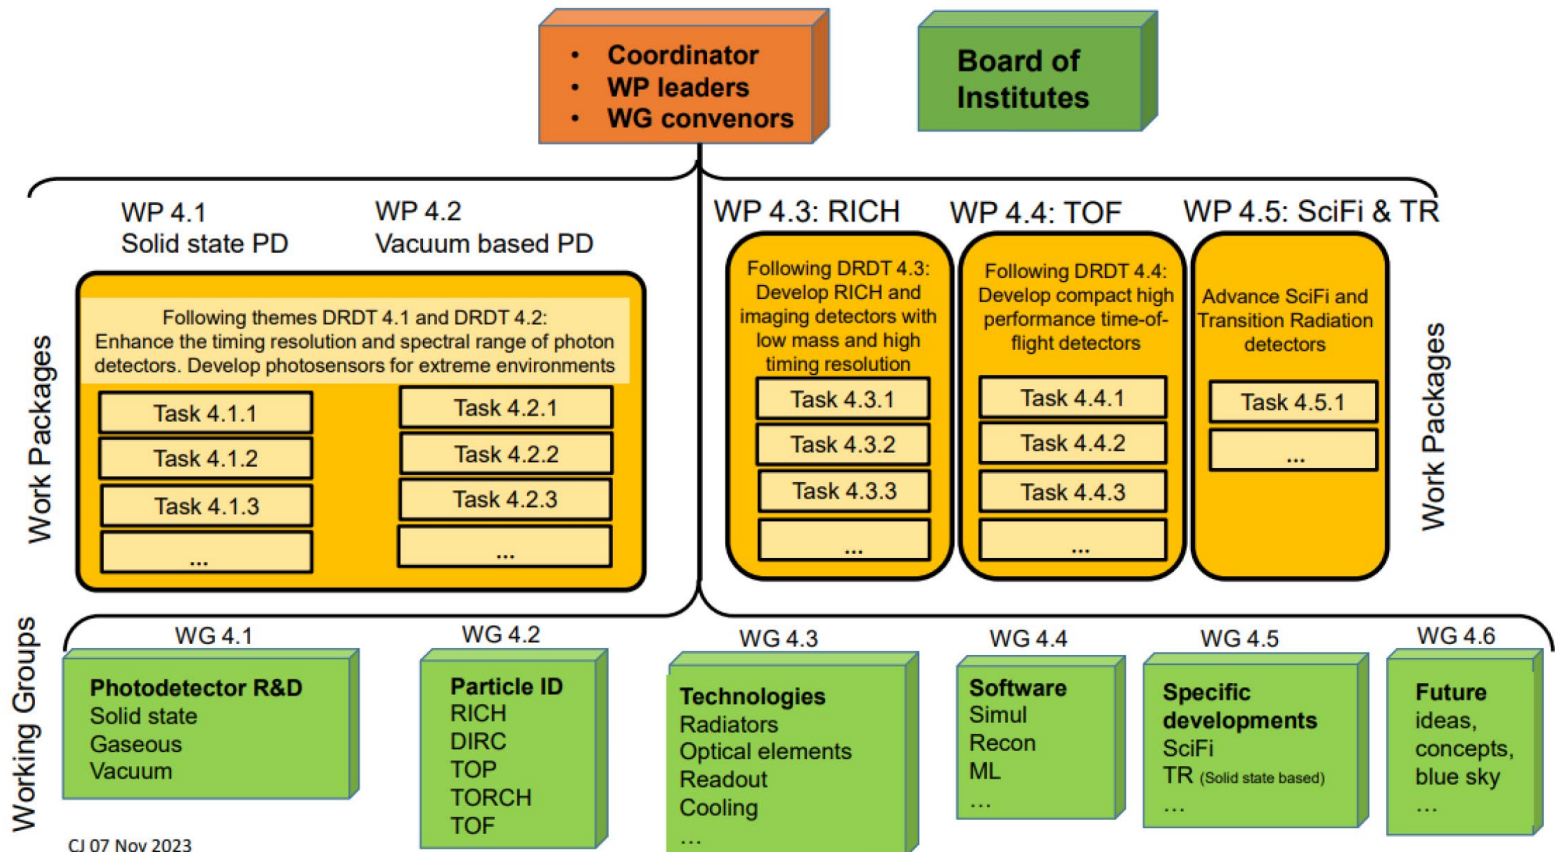 • Coordinator
• WP leaders
• WG convenors
Board of
Institutes
Work Packages
WP 4.1
Solid state PD
WP 4.2
Vacuum based PD
Following themes DRDT 4.1 and DRDT 4.2:
Enhance the timing resolution and spectral range of photon
detectors. Develop photosensors for extreme environments
Task 4.1.1
Task 4.1.2
Task 4.1.3
...
Task 4.2.1
Task 4.2.2
Task 4.2.3
...
WP 4.3: RICH
Following DRDT 4.3:
Develop RICH and
imaging detectors with
low mass and high
timing resolution
Task 4.3.1
Task 4.3.2
Task 4.3.3
...
WP 4.4: TOF
Following DRDT 4.4:
Develop compact high
performance time-of-
flight detectors
Task 4.4.1
Task 4.4.2
Task 4.4.3
...
WP 4.5: SciFi & TR
Advance SciFi and
Transition Radiation
detectors
Task 4.5.1
...
Work Packages
Working Groups
WG 4.1
Photodetector R&D
Solid state
Gaseous
Vacuum
WG 4.2
Particle ID
RICH
DIRC
TOP
TORCH
TOF
WG 4.3
Technologies
Radiators
Optical elements
Readout
Cooling
...
WG 4.4
Software
Simul
Recon
ML
...
WG 4.5
Specific
developments
SciFi
TR (Solid state based)
...
WG 4.6
Future
ideas,
concepts,
blue sky
...
CJ 07 Nov 2023